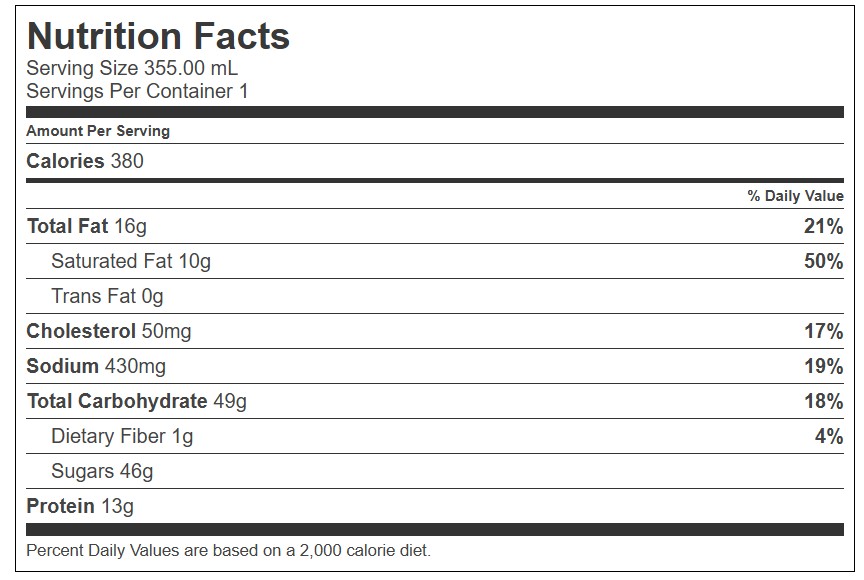 Nutrition Facts
Serving Size 355.00 mL
Servings Per Container 1
Amount Per Serving
Calories 380
% Daily Value
Total Fat 16g 21%
Saturated Fat 10g 50%
Trans Fat 0g
Cholesterol 50mg 17%
Sodium 430mg 19%
Total Carbohydrate 49g 18%
Dietary Fiber 1g 4%
Sugars 46g
Protein 13g
Percent Daily Values are based on a 2,000 calorie diet.